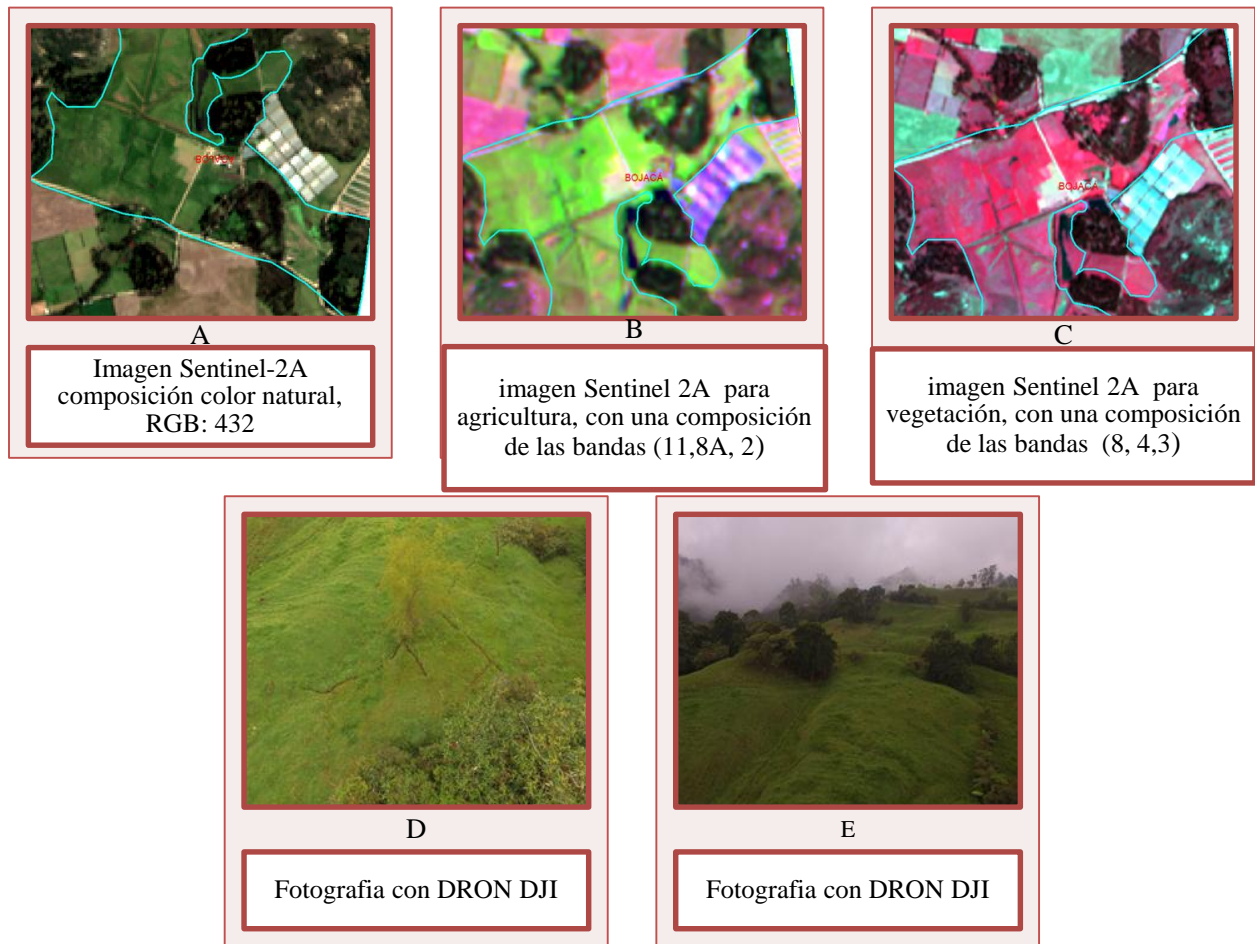 BOJACÁ
BOJACÁ
BOJACÁ
A
Imagen Sentinel-2A
composición color natural,
RGB: 432
B
imagen Sentinel 2A para
agricultura, con una composición
de las bandas (11,8A, 2)
C
imagen Sentinel 2A para
vegetación, con una composición
de las bandas (8, 4,3)
D
Fotografia con DRON DJI
E
Fotografia con DRON DJI